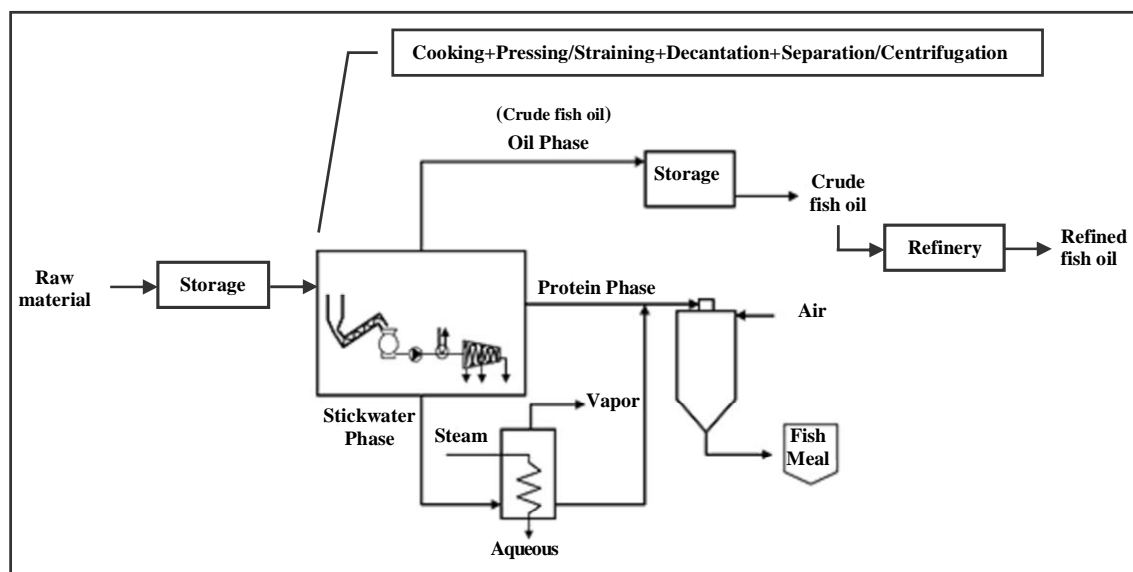 Cooking+Pressing/Straining+Decantation+Separation/Centrifugation
(Crude fish oil)
Oil Phase
Storage
Crude
fish oil
Refinery
Refined
fish oil
Raw
material
Storage
Protein Phase
Air
Stickwater
Phase
Vapor
Steam
Fish
Meal
Aqueous